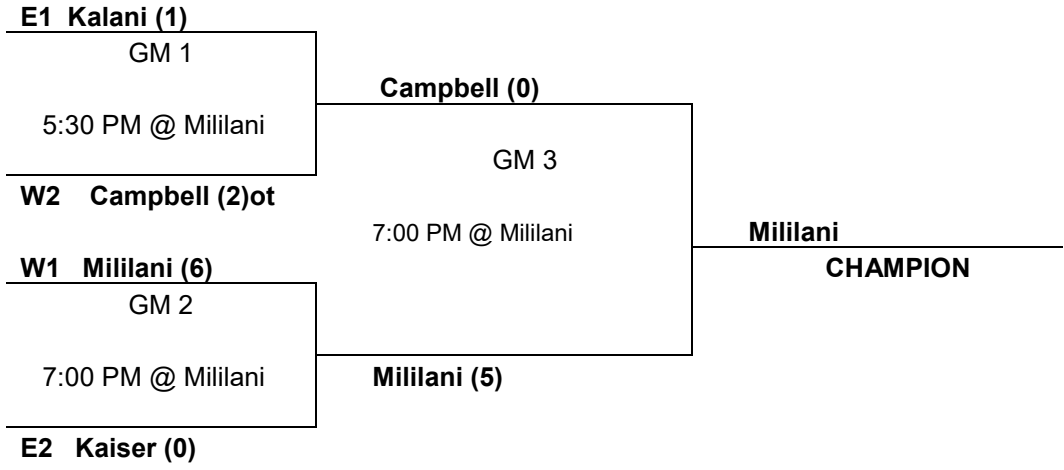 E1 Kalani (1)
GM 1
Campbell (0)
5:30 PM @ Mililani
GM 3
W2 Campbell (2)ot
7:00 PM @ Mililani
Mililani
W1 Mililani (6)
CHAMPION
GM 2
7:00 PM @ Mililani
Mililani (5)
E2 Kaiser (0)